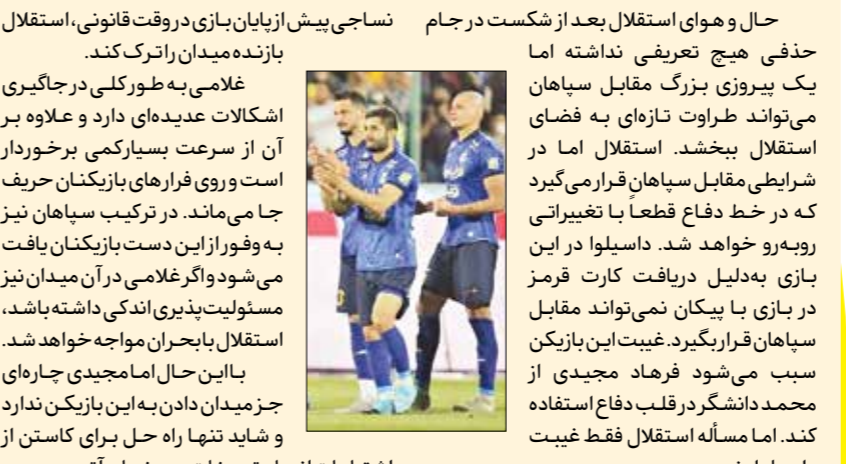 حال و هوای استقلال بعد از شکست در جام
حذفی هیچ تعریفی نداشته اما
یک پیروزی بزرگ مقابل سپاهان
می‌تواند طراوت تازه‌ای به فضای
استقلال ببخشد. استقلال اما در
شرایطی مقابل سپاهان قرار می‌گیرد
که در خط دفاع قطعاً با تغییراتی
روبه‌رو خواهد شد. داسیلوا در این
بازی به‌دلیل دریافت کارت قرمز
در بازی با پیکان نمی‌تواند مقابل
سپاهان قرار بگیرد. غیبت این بازیکن
سبب می‌شود فرهاد مجیدی از
محمد دانشگر در قلب دفاع استفاده
کند. اما مسأله استقلال فقط غیبت
نساجی پیش از پایان بازی در وقت قانونی، استقلال
بازنده میدان را ترک کند.
غلامی به طور کلی در جاگیری
اشکالات عدیده‌ای دارد و علاوه بر
آن از سرعت بسیار کمی برخوردار
است و روی فرارهای بازیکنان حریف
جا می‌ماند. در ترکیب سپاهان نیز
به وفور از این دست بازیکنان یافت
می‌شود و اگر غلامی در آن میدان نیز
مسئولیت‌پذیری اندکی داشته باشد،
استقلال با بحران مواجه خواهد شد.
با این حال اما مجیدی چاره‌ای
جز میدان دادن به این بازیکن ندارد
و شاید تنها راه حل برای کاستن از